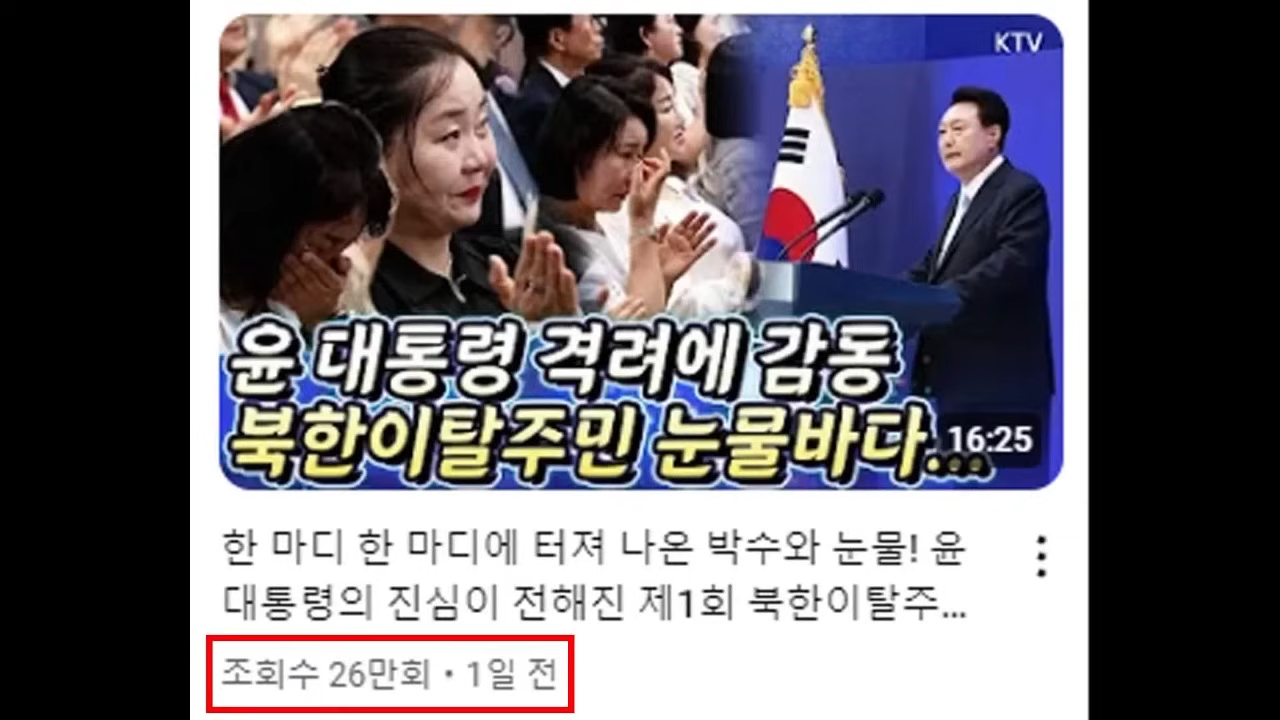 KTV
윤 대통령 격려에 감동
북한이탈주민 눈물바다...
16:25
한 마디 한 마디에 터져 나온 박수와 눈물! 윤
대통령의 진심이 전해진 제1회 북한이탈주...
조회수 26만회 • 1일 전